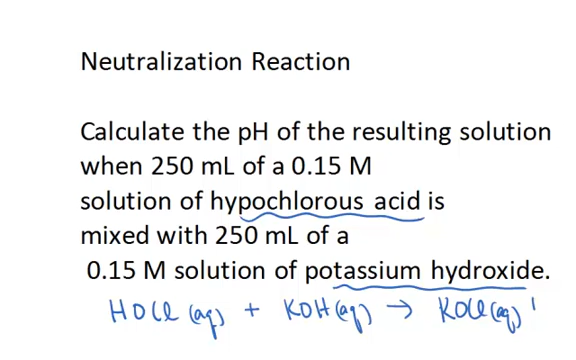 Neutralization Reaction
Calculate the pH of the resulting solution
when 250 mL of a 0.15 M
solution of hypochlorous acid is
mixed with 250 mL of a
0.15 M solution of potassium hydroxide.
HOCl (aq) + KOH (aq) → KOCl (aq)